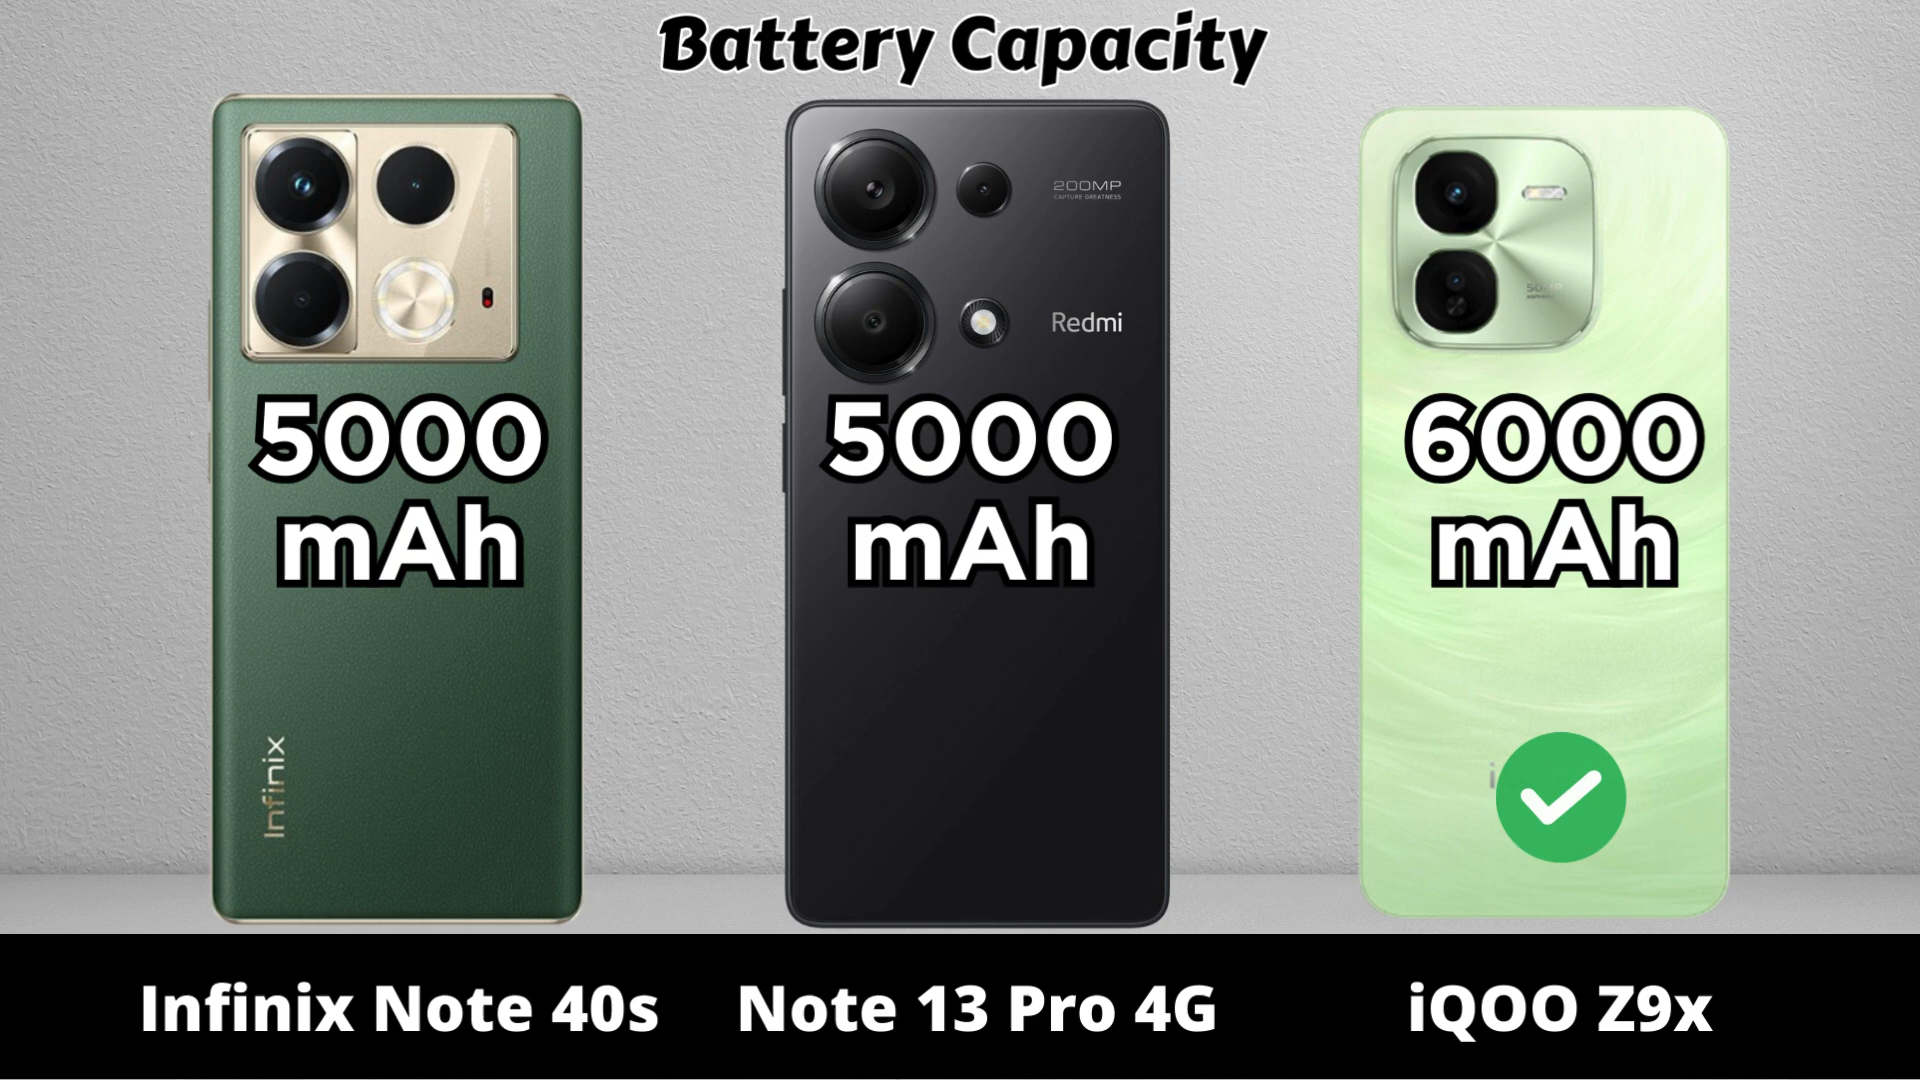 Battery Capacity
200MP
CAPTURE GREATNESS
Redmi
50MP
5000
mAh
5000
mAh
6000
mAh
Infinix
i
Infinix Note 40s
Note 13 Pro 4G
iQOO Z9x